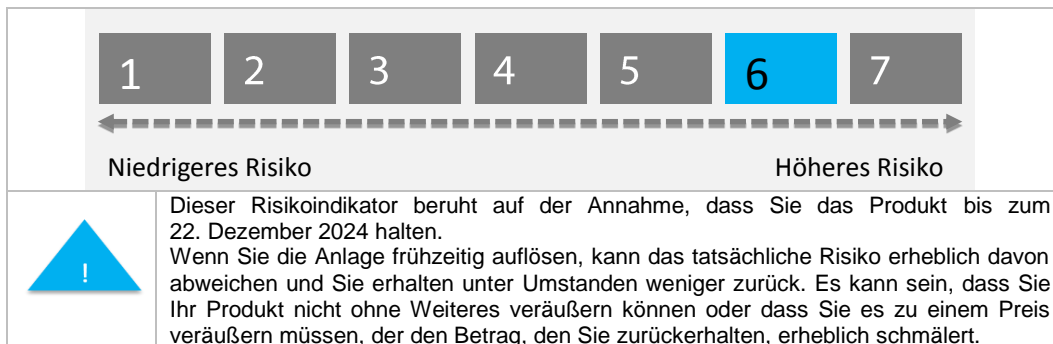 1 2 3 4 5 6 7
Niedrigeres Risiko Höheres Risiko
Dieser Risikoindikator beruht auf der Annahme, dass Sie das Produkt bis zum
22. Dezember 2024 halten.
Wenn Sie die Anlage frühzeitig auflösen, kann das tatsächliche Risiko erheblich davon
! abweichen und Sie erhalten unter Umstanden weniger zurück. Es kann sein, dass Sie
Ihr Produkt nicht ohne Weiteres veräußern können oder dass Sie es zu einem Preis
veräußern müssen, der den Betrag, den Sie zurückerhalten, erheblich schmälert.